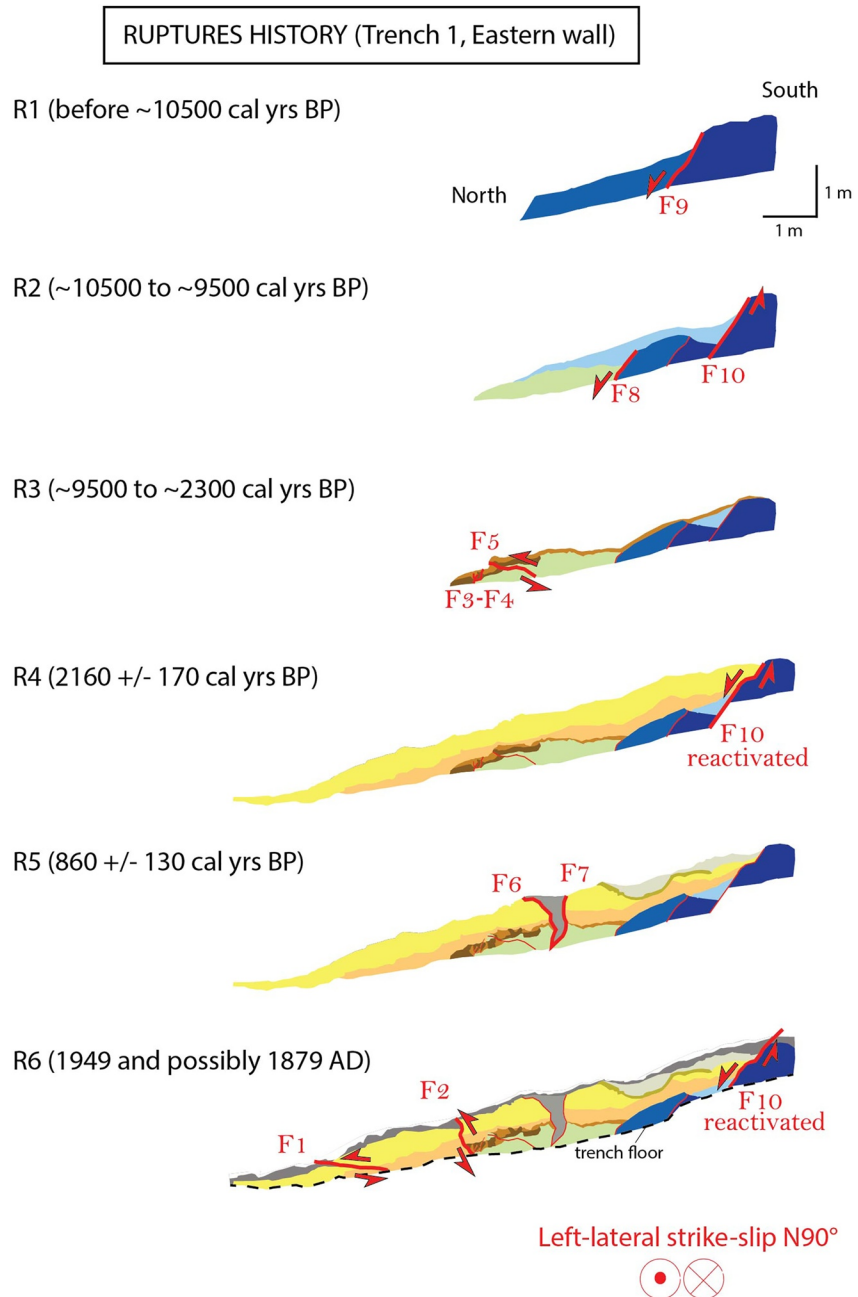 RUPTURES HISTORY (Trench 1, Eastern wall)
R1 (before ~10500 cal yrs BP)
South
North
F9
1 m
1 m
R2 (~10500 to ~9500 cal yrs BP)
F8
F10
R3 (~9500 to ~2300 cal yrs BP)
F5
F3-F4
R4 (2160 +/- 170 cal yrs BP)
F10
reactivated
R5 (860 +/- 130 cal yrs BP)
F6
F7
R6 (1949 and possibly 1879 AD)
F2
F1
F10
reactivated
trench floor
Left-lateral strike-slip N90°